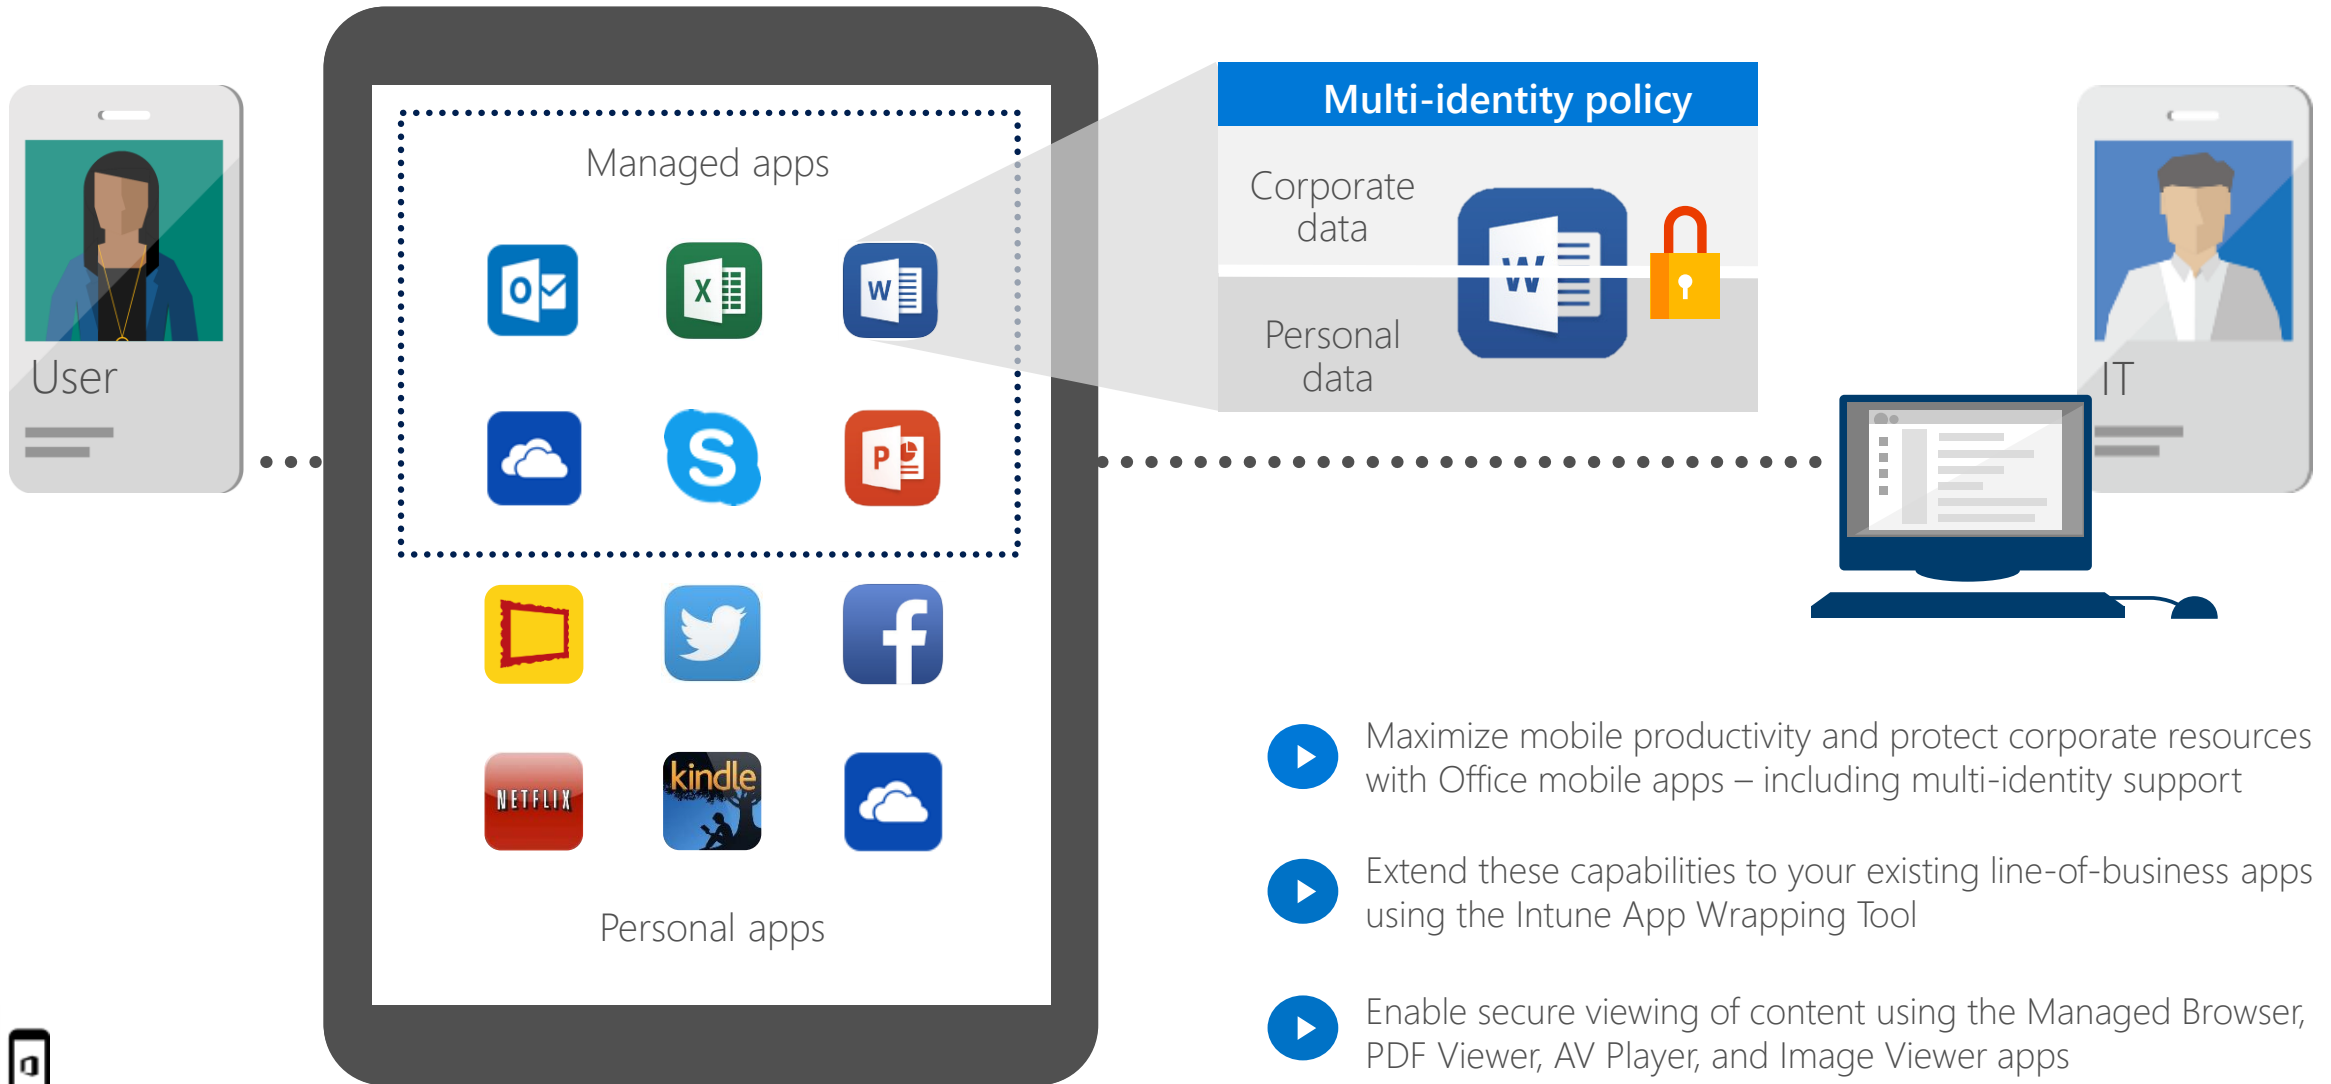 User
Managed apps
O
X
W
S
P
NETFLIX
kindle
Personal apps
Multi-identity policy
Corporate
data
W
Personal
data
IT
Maximize mobile productivity and protect corporate resources
with Office mobile apps – including multi-identity support
Extend these capabilities to your existing line-of-business apps
using the Intune App Wrapping Tool
Enable secure viewing of content using the Managed Browser,
PDF Viewer, AV Player, and Image Viewer apps